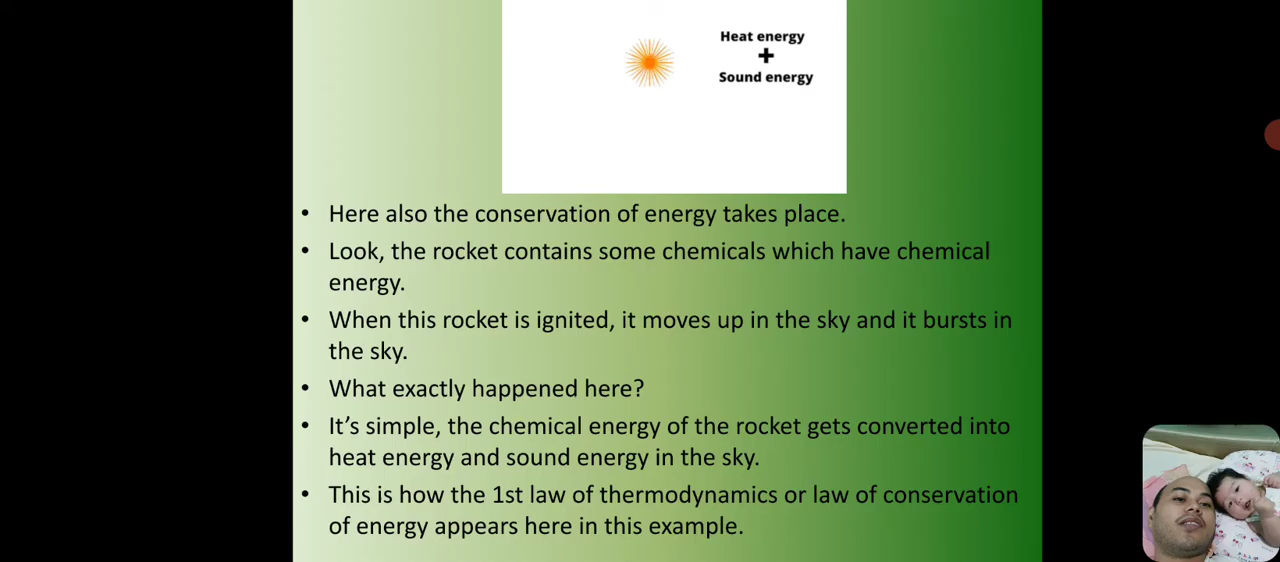 Heat energy
+
Sound energy
• Here also the conservation of energy takes place.
• Look, the rocket contains some chemicals which have chemical
energy.
• When this rocket is ignited, it moves up in the sky and it bursts in
the sky.
• What exactly happened here?
• It’s simple, the chemical energy of the rocket gets converted into
heat energy and sound energy in the sky.
• This is how the 1st law of thermodynamics or law of conservation
of energy appears here in this example.